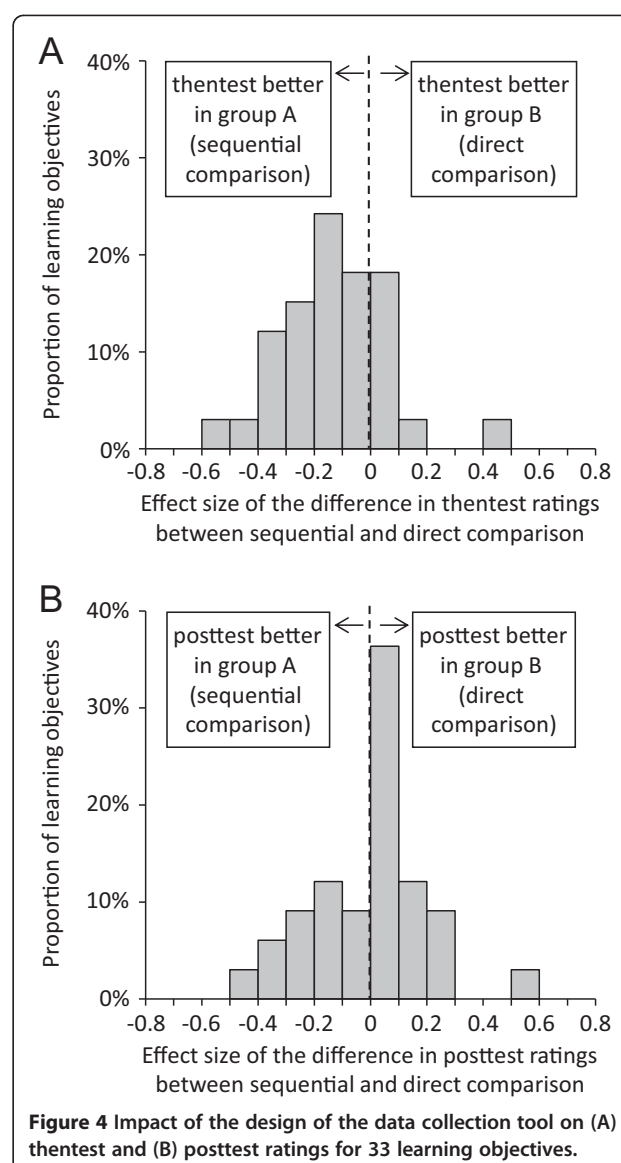 A
40%
30%
20%
10%
0%
Proportion of learning objectives
thentest better
in group A
(sequential
comparison)
thentest better
in group B
(direct
comparison)
-0.8 -0.6 -0.4 -0.2 0 0.2 0.4 0.6 0.8
Effect size of the difference in thentest ratings
between sequential and direct comparison
B
40%
30%
20%
10%
0%
Proportion of learning objectives
posttest better
in group A
(sequential
comparison)
posttest better
in group B
(direct
comparison)
-0.8 -0.6 -0.4 -0.2 0 0.2 0.4 0.6 0.8
Effect size of the difference in posttest ratings
between sequential and direct comparison
Figure 4 Impact of the design of the data collection tool on (A)
thentest and (B) posttest ratings for 33 learning objectives.